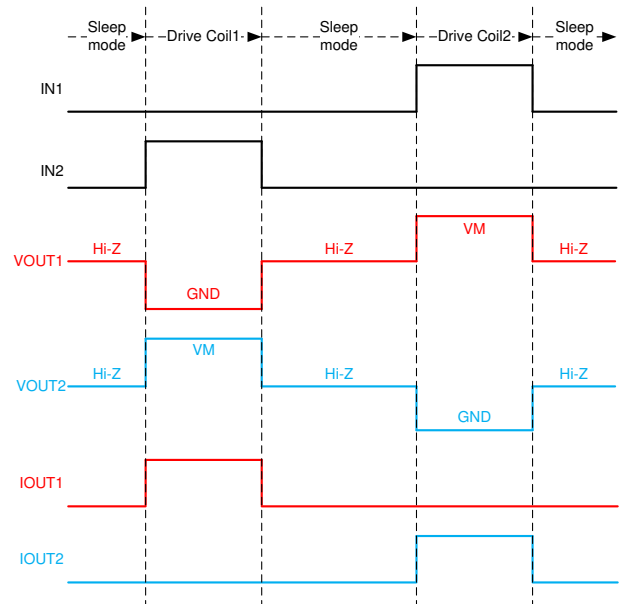 Sleep mode
Drive Coil1
Sleep mode
Drive Coil2
Sleep mode
IN1
IN2
VOUT1
Hi-Z
GND
Hi-Z
VM
Hi-Z
VOUT2
Hi-Z
VM
Hi-Z
GND
Hi-Z
IOUT1
IOUT2